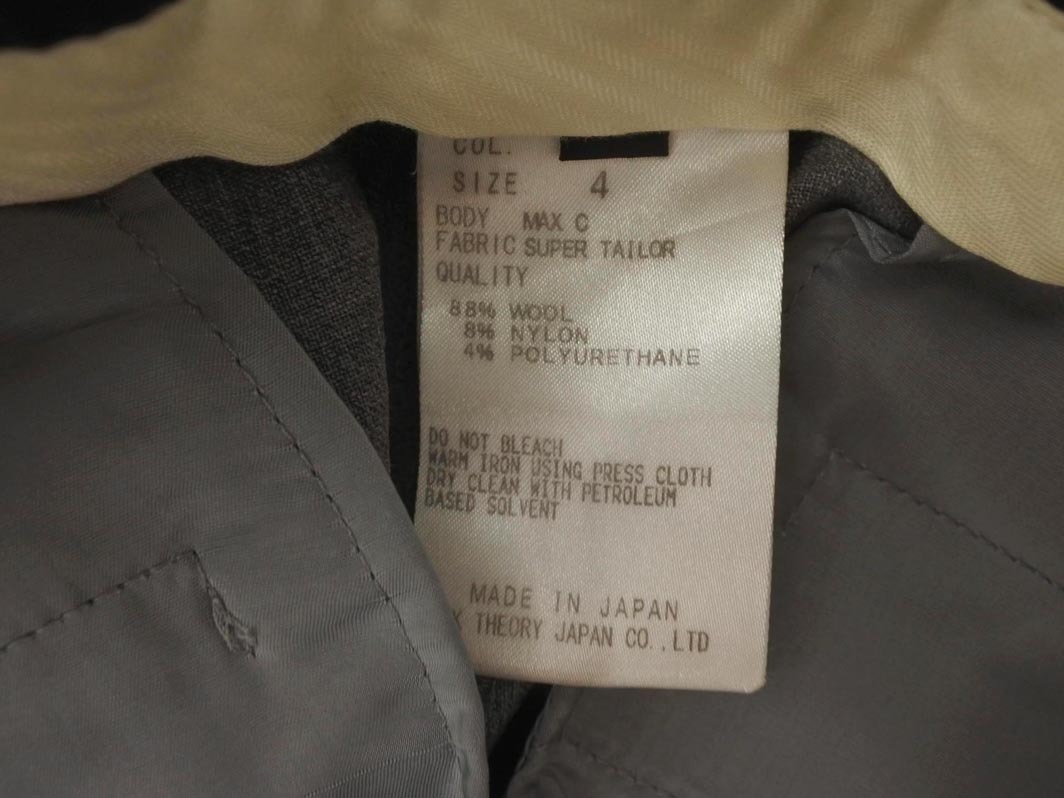 COL.
SIZE 4
BODY MAX C
FABRIC SUPER TAILOR
QUALITY
88% WOOL
8% NYLON
4% POLYURETHANE
DO NOT BLEACH
WARM IRON USING PRESS CLOTH
DRY CLEAN WITH PETROLEUM
BASED SOLVENT
MADE IN JAPAN
THEORY JAPAN CO.,LTD